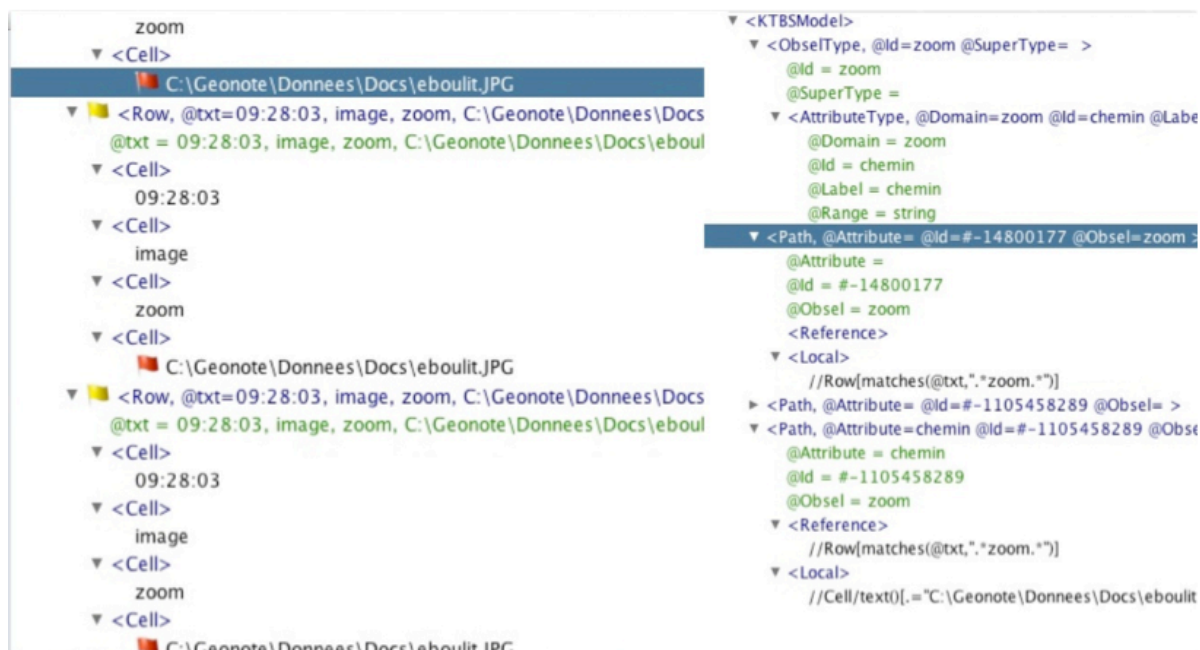 zoom
<Cell>
C:\Geonote\Donnees\Docs\eboulit.JPG
<Row, @txt=09:28:03, image, zoom, C:\Geonote\Donnees\Docs
@txt = 09:28:03, image, zoom, C:\Geonote\Donnees\Docs\eboul
<Cell>
09:28:03
<Cell>
image
<Cell>
zoom
<Cell>
C:\Geonote\Donnees\Docs\eboulit.JPG
<Row, @txt=09:28:03, image, zoom, C:\Geonote\Donnees\Docs
@txt = 09:28:03, image, zoom, C:\Geonote\Donnees\Docs\eboul
<Cell>
09:28:03
<Cell>
image
<Cell>
zoom
<Cell>
C:\Geonote\Donnees\Docs\eboulit.JPG
<KTBSModel>
<ObselType, @Id=zoom @SuperType= >
@Id = zoom
@SuperType =
<AttributeType, @Domain=zoom @Id=chemin @Labe
@Domain = zoom
@Id = chemin
@Label = chemin
@Range = string
<Path, @Attribute= @Id=#-14800177 @Obsel=zoom >
@Attribute =
@Id = #-14800177
@Obsel = zoom
<Reference>
<Local>
//Row[matches(@txt,".*zoom.*")]
<Path, @Attribute= @Id=#-1105458289 @Obsel= >
<Path, @Attribute=chemin @Id=#-1105458289 @Obse
@Attribute = chemin
@Id = #-1105458289
@Obsel = zoom
<Reference>
//Row[matches(@txt,".*zoom.*")]
<Local>
//Cell/text()[.="C:\Geonote\Donnees\Docs\eboulit